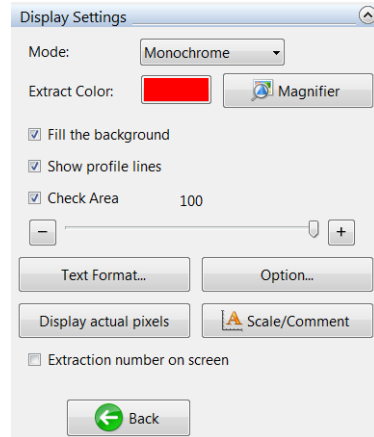 Display Settings
Mode: Monochrome
Extract Color: Magnifier
Fill the background
Show profile lines
Check Area 100
− +
Text Format... Option...
Display actual pixels Scale/Comment
Extraction number on screen
Back